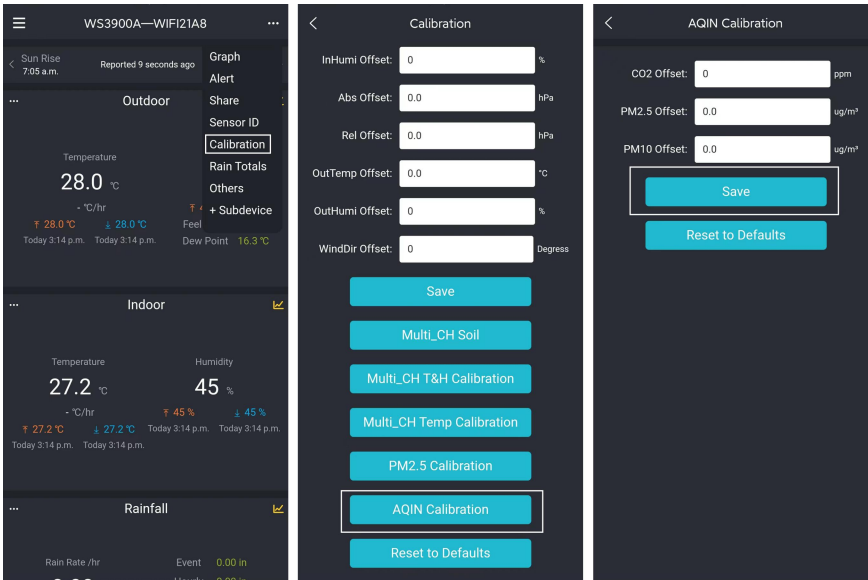 WS3900A—WIFI21A8
Sun Rise
7:05 a.m.
Reported 9 seconds ago
Graph
Alert
Share
Sensor ID
Calibration
Rain Totals
Others
+ Subdevice
Outdoor
Temperature
28.0 ℃
- ℃/hr
28.0 ℃ 28.0 ℃
Today 3:14 p.m. Today 3:14 p.m.
Feel
Dew Point 16.3 ℃
Indoor
Temperature
27.2 ℃
- ℃/hr
27.2 ℃ 27.2 ℃
Today 3:14 p.m. Today 3:14 p.m.
Humidity
45 %
45 % 45 %
Today 3:14 p.m. Today 3:14 p.m.
Rainfall
Rain Rate /hr
Event 0.00 in
Calibration
InHumi Offset: 0 %
Abs Offset: 0.0 hPa
Rel Offset: 0.0 hPa
OutTemp Offset: 0.0 °C
OutHumi Offset: 0 %
WindDir Offset: 0 Degress
Save
Multi_CH Soil
Multi_CH T&H Calibration
Multi_CH Temp Calibration
PM2.5 Calibration
AQIN Calibration
Reset to Defaults
AQIN Calibration
CO2 Offset: 0 ppm
PM2.5 Offset: 0.0 ug/m³
PM10 Offset: 0.0 ug/m³
Save
Reset to Defaults